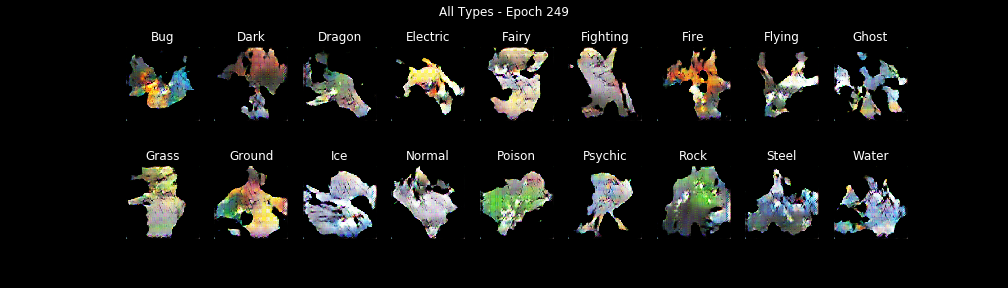 All Types - Epoch 249
Bug Dark Dragon Electric Fairy Fighting Fire Flying Ghost
Grass Ground Ice Normal Poison Psychic Rock Steel Water